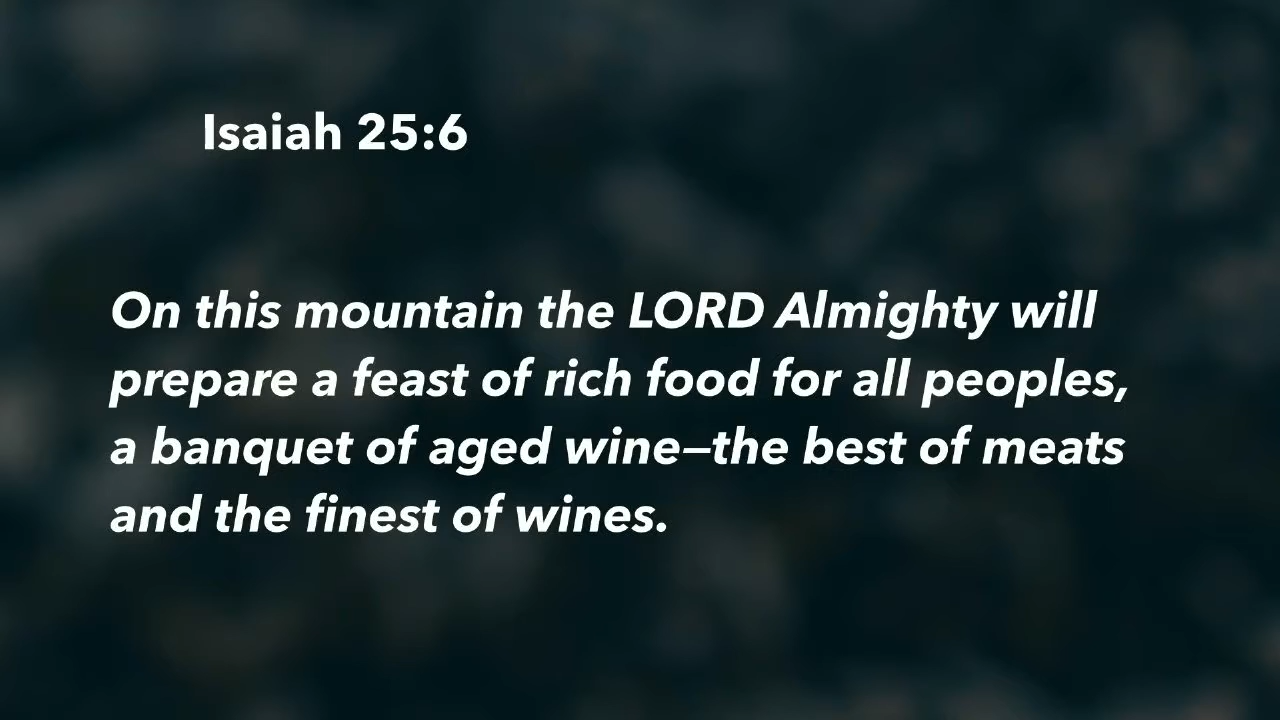 Isaiah 25:6
On this mountain the LORD Almighty will
prepare a feast of rich food for all peoples,
a banquet of aged wine—the best of meats
and the finest of wines.